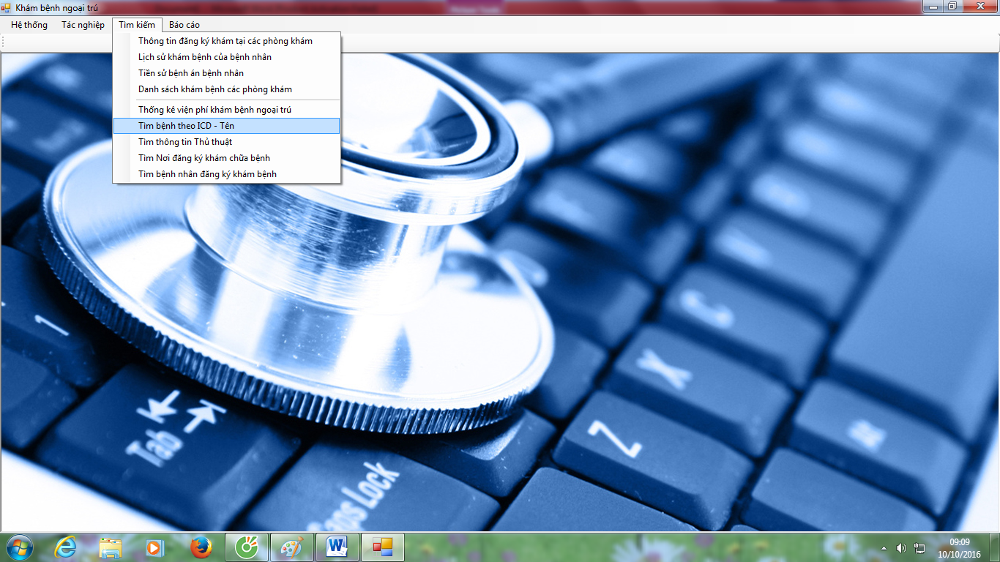 Khám bệnh ngoại trú
Hệ thống Tác nghiệp Tìm kiếm Báo cáo
Thông tin đăng ký khám tại các phòng khám
Lịch sử khám bệnh của bệnh nhân
Tiền sử bệnh án bệnh nhân
Danh sách khám bệnh các phòng khám
Thống kê viện phí khám bệnh ngoại trú
Tìm bệnh theo ICD - Tên
Tìm thông tin Thủ thuật
Tìm Nơi đăng ký khám chữa bệnh
Tìm bệnh nhân đăng ký khám bệnh
1
C
X
Tab
Z
Caps Lock
09:09
10/10/2016